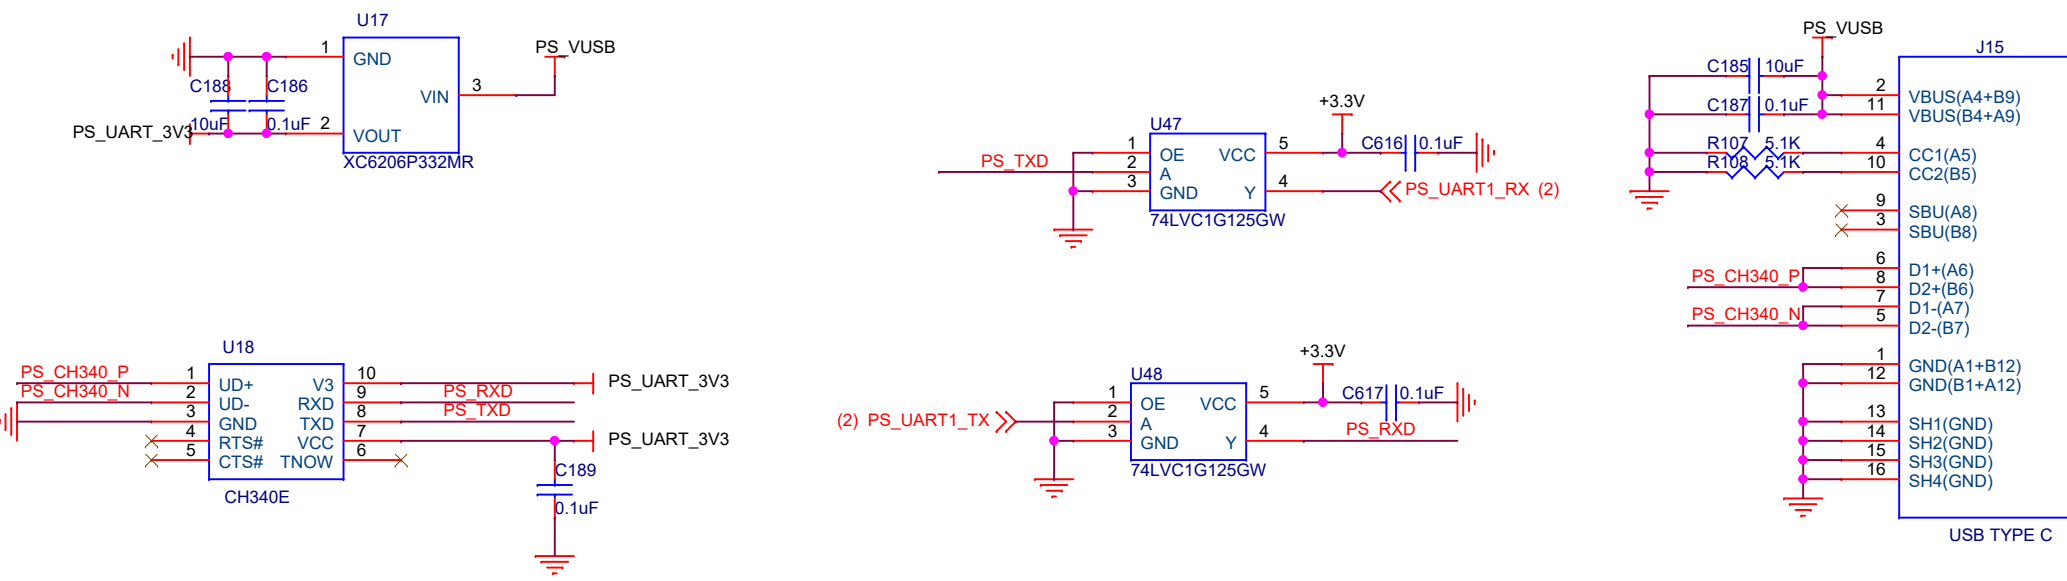 U17
1 GND
VIN 3
2 VOUT
XC6206P332MR
PS_VUSB
C188
10uF
C186
0.1uF
PS_UART_3V3
U47
1 OE
2 A
3 GND
VCC 5
Y 4
74LVC1G125GW
PS_TXD
+3.3V
C616 0.1uF
PS_UART1_RX (2)
PS_VUSB
C185 10uF
C187 0.1uF
R107 5.1K
R108 5.1K
J15
2 VBUS(A4+B9)
11 VBUS(B4+A9)
4 CC1(A5)
10 CC2(B5)
9 SBU(A8)
3 SBU(B8)
PS_CH340_P
6 D1+(A6)
8 D2+(B6)
PS_CH340_N
7 D1-(A7)
5 D2-(B7)
1 GND(A1+B12)
12 GND(B1+A12)
13 SH1(GND)
14 SH2(GND)
15 SH3(GND)
16 SH4(GND)
USB TYPE C
U18
PS_CH340_P 1 UD+
PS_CH340_N 2 UD-
3 GND
4 RTS#
5 CTS#
V3 10 PS_UART_3V3
RXD 9 PS_RXD
TXD 8 PS_TXD
VCC 7 PS_UART_3V3
TNOW 6
CH340E
C189
0.1uF
U48
(2) PS_UART1_TX
1 OE
2 A
3 GND
VCC 5
Y 4
74LVC1G125GW
+3.3V
C617 0.1uF
PS_RXD